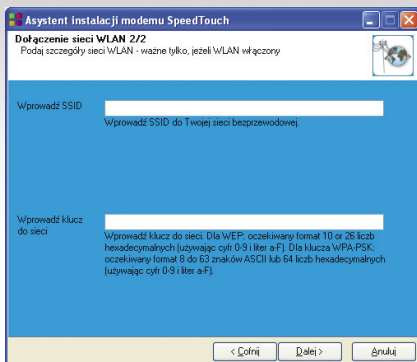 Asystent instalacji modemu SpeedTouch
Dołączenie sieci WLAN 2/2
Podaj szczegóły sieci WLAN - ważne tylko, jeżeli WLAN włączony
Wprowadź SSID
Wprowadź SSID do Twojej sieci bezprzewodowej.
Wprowadź klucz
do sieci
Wprowadź klucz do sieci. Dla WEP: oczekiwany format 10 or 26 liczb
hexadecymalnych (używając cyfr 0-9 i liter a-F). Dla klucza WPA-PSK:
oczekiwany format 8 do 63 znaków ASCII lub 64 liczb hexadecymalnych
(używając cyfr 0-9 i liter a-F).
< Cofnij
Dalej >
Anuluj